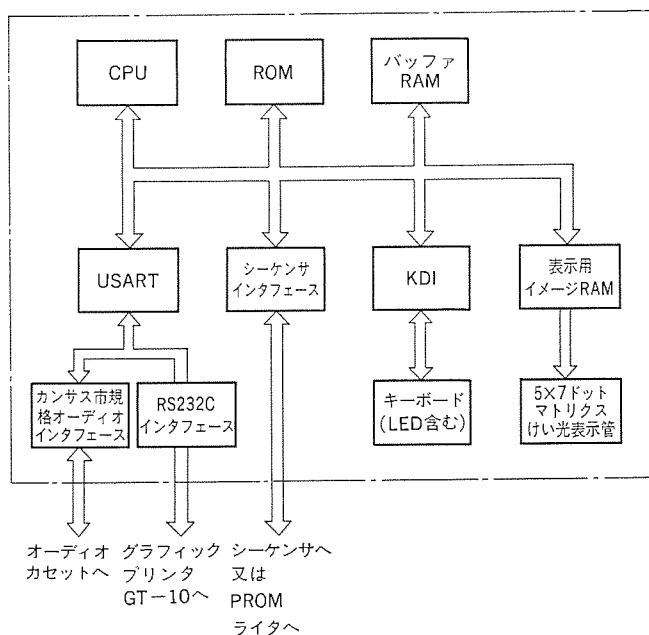 CPU
ROM
バッファ
RAM
USART
シーケンサ
インタフェース
KDI
表示用
イメージRAM
カンサス市規
格オーディオ
インタフェース
RS232C
インタフェース
キーボード
(LED含む)
5×7ドット
マトリクス
けい光表示管
オーディオ
カセットへ
グラフィック
プリンタ
GT-10へ
シーケンサへ
又は
PROM
ライタへ